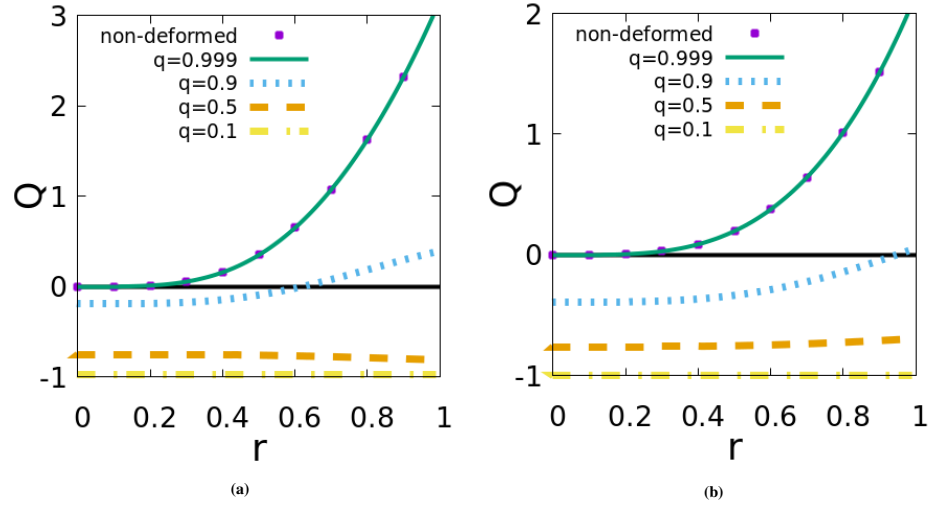 3
non-deformed
q=0.999
q=0.9
q=0.5
q=0.1
2
1
0
-1
Q
0 0.2 0.4 0.6 0.8 1
r
(a)
2
non-deformed
q=0.999
q=0.9
q=0.5
q=0.1
1
0
-1
Q
0 0.2 0.4 0.6 0.8 1
r
(b)